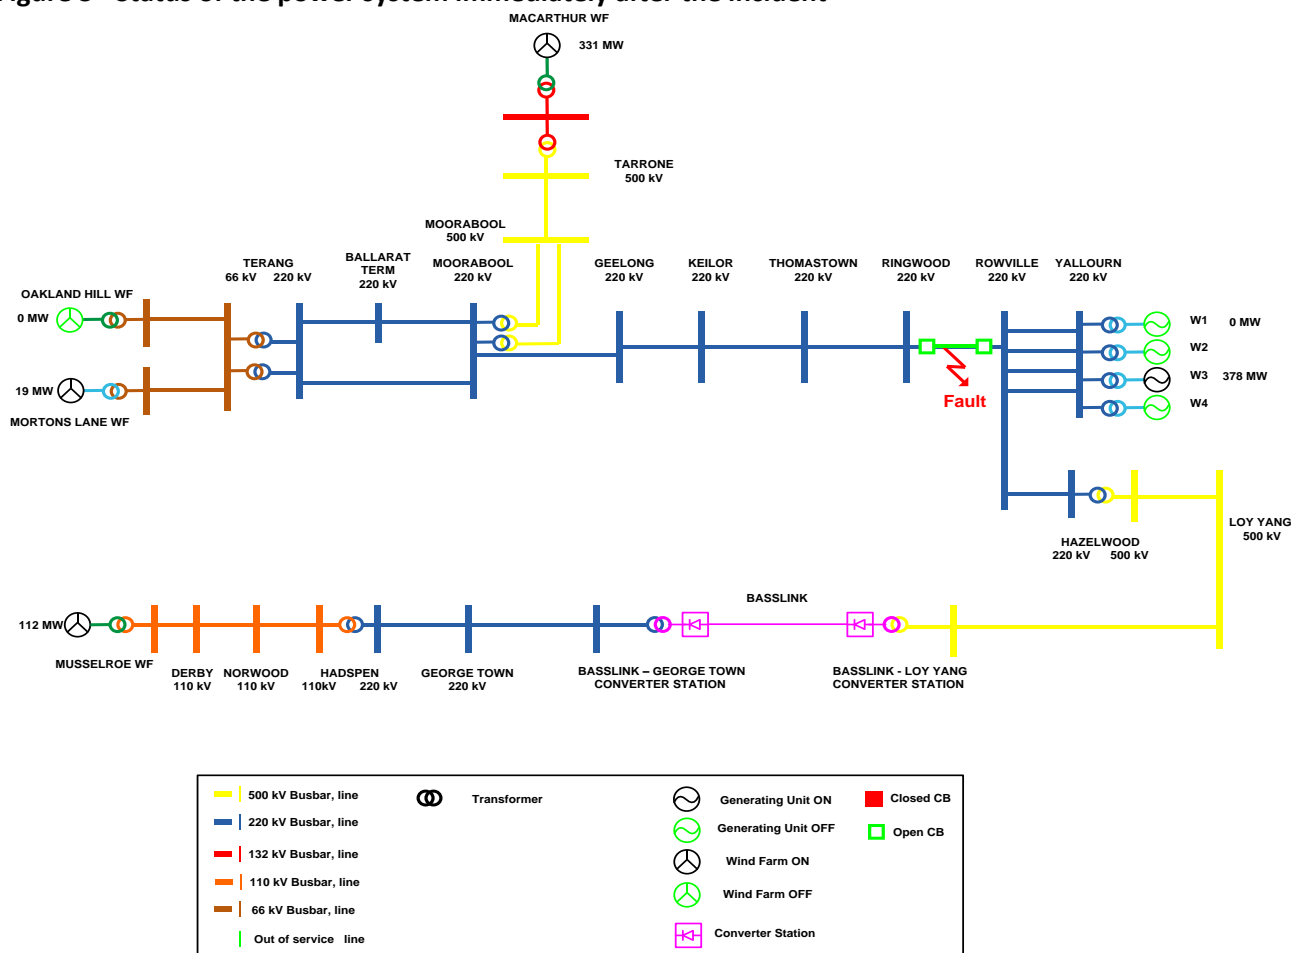 MACARTHUR WF
331 MW
TARRONE
500 kV
MOORABOOL
500 kV
TERANG
66 kV 220 kV
BALLARAT
TERM
220 kV
MOORABOOL
220 kV
GEELONG
220 kV
KEILOR
220 kV
THOMASTOWN
220 kV
RINGWOOD
220 kV
ROWVILLE
220 kV
YALLOURN
220 kV
OAKLAND HILL WF
0 MW
19 MW
MORTONS LANE WF
W1 0 MW
W2
W3 378 MW
W4
Fault
HAZELWOOD
220 kV 500 kV
LOY YANG
500 kV
BASSLINK
112 MW
MUSSELROE WF
DERBY
110 kV
NORWOOD
110 kV
HADSPEN
110kV 220 kV
GEORGE TOWN
220 kV
BASSLINK – GEORGE TOWN
CONVERTER STATION
BASSLINK - LOY YANG
CONVERTER STATION
500 kV Busbar, line
220 kV Busbar, line
132 kV Busbar, line
110 kV Busbar, line
66 kV Busbar, line
Out of service line
Transformer
Generating Unit ON
Generating Unit OFF
Wind Farm ON
Wind Farm OFF
Converter Station
Closed CB
Open CB